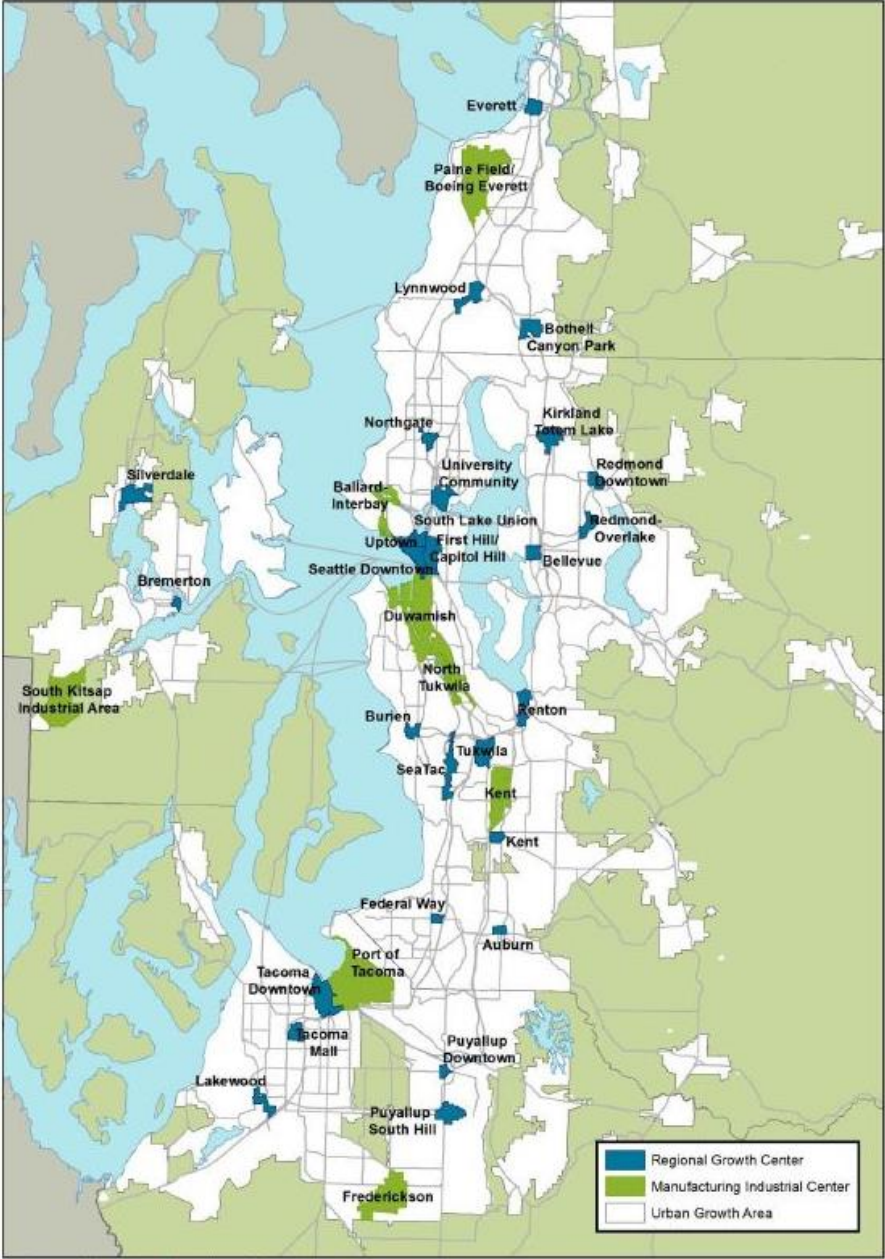 Everett
Paine Field/
Boeing Everett
Lynnwood
Bothell
Canyon Park
Northgate
Kirkland
Totem Lake
Silverdale
University
Community
Redmond
Downtown
Ballard-
Interbay
South Lake Union
Redmond-
Overlake
Uptown
First Hill/
Capitol Hill
Bellevue
Seattle Downtown
Bremerton
Duwamish
North
Tukwila
South Kitsap
Industrial Area
Burien
Renton
Tukwila
SeaTac
Kent
Kent
Federal Way
Auburn
Port of
Tacoma
Tacoma
Downtown
Tacoma
Mall
Puyallup
Downtown
Lakewood
Puyallup
South Hill
Frederickson
Regional Growth Center
Manufacturing Industrial Center
Urban Growth Area